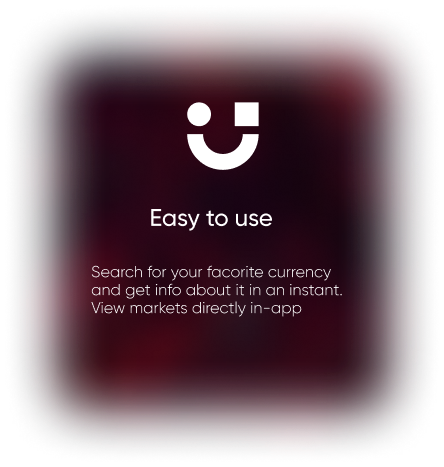 Easy to use
Search for your facorite currency
and get info about it in an instant.
View markets directly in-app